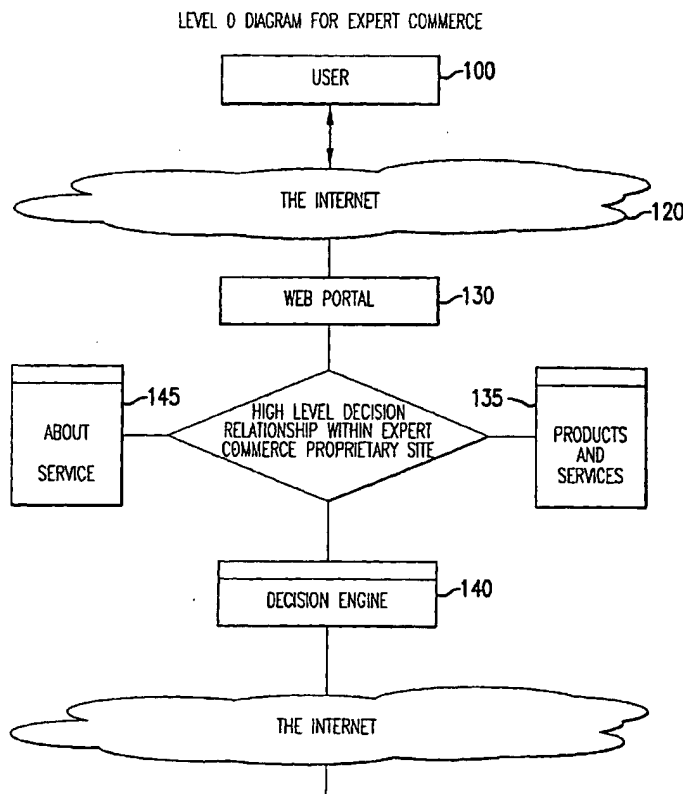 LEVEL 0 DIAGRAM FOR EXPERT COMMERCE
USER
100
THE INTERNET
120
WEB PORTAL
130
145
ABOUT
SERVICE
HIGH LEVEL DECISION
RELATIONSHIP WITHIN EXPERT
COMMERCE PROPRIETARY SITE
135
PRODUCTS
AND
SERVICES
DECISION ENGINE
140
THE INTERNET